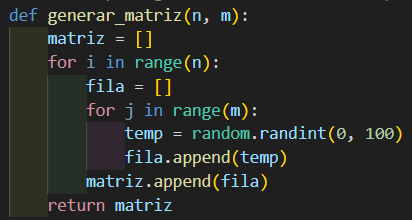 def generar_matriz(n, m):
    matriz = []
    for i in range(n):
        fila = []
        for j in range(m):
            temp = random.randint(0, 100)
            fila.append(temp)
        matriz.append(fila)
    return matriz